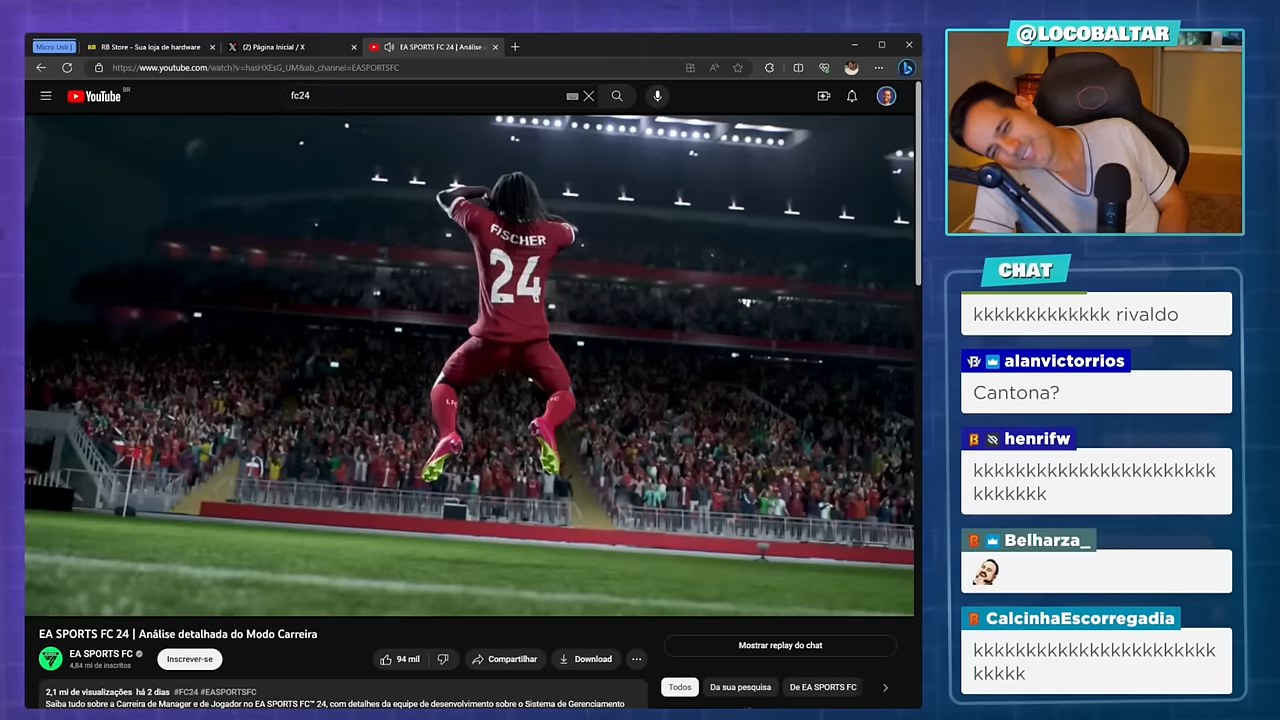 @LOCOBALTAR
Micro Usti |
RB Store - Sua loja de hardware
(2) Página Inicial / X
EA SPORTS FC 24 | Análise
https://www.youtube.com/watch?v=hasHXEsG_UM&ab_channel=EASPORTSFC
YouTube BR
fc24
FISCHER
24
CHAT
kkkkkkkkkkkkk rivaldo
alanvictorrios
Cantona?
henrifw
kkkkkkkkkkkkkkkkkkkkkkk
kkkkkkk
Belharza_
CalcinhaEscorregadia
kkkkkkkkkkkkkkkkkkkkkkk
kkkkk
EA SPORTS FC 24 | Análise detalhada do Modo Carreira
EA SPORTS FC
4,84 mi de inscritos
Inscrever-se
94 mil
Compartilhar
Download
Mostrar replay do chat
Todos
Da sua pesquisa
De EA SPORTS FC
2,1 mi de visualizações há 2 dias #FC24 #EASPORTSFC
Saiba tudo sobre a Carreira de Manager e de Jogador no EA SPORTS FC™ 24, com detalhes da equipe de desenvolvimento sobre o Sistema de Gerenciamento